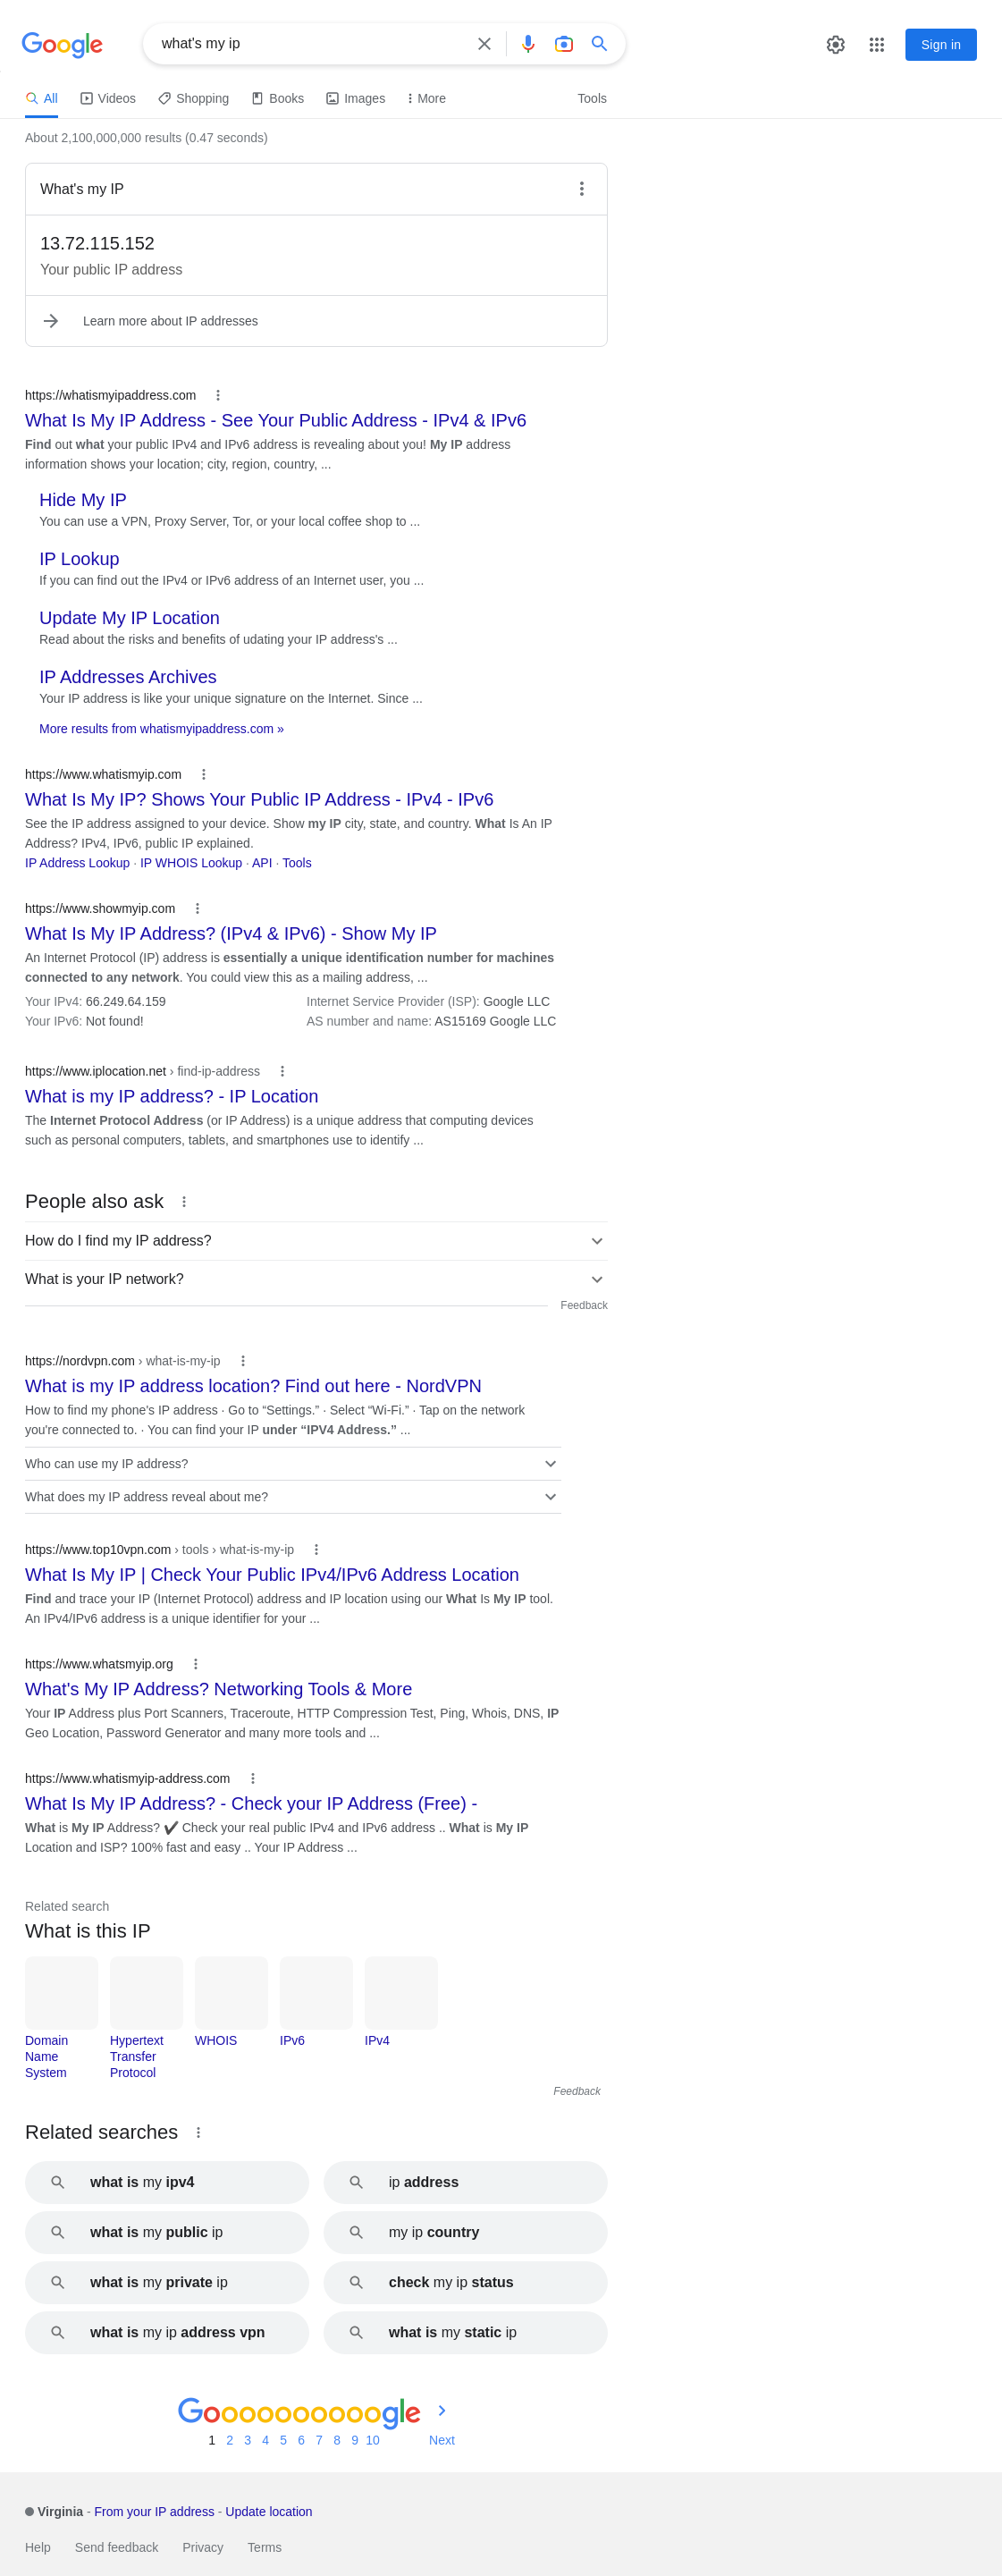 Google
what's my ip
Sign in
All Videos Shopping Books Images More Tools
About 2,100,000,000 results (0.47 seconds)
What's my IP
13.72.115.152
Your public IP address
Learn more about IP addresses
https://whatismyipaddress.com
What Is My IP Address - See Your Public Address - IPv4 & IPv6
Find out what your public IPv4 and IPv6 address is revealing about you! My IP address
information shows your location; city, region, country, ...
Hide My IP
You can use a VPN, Proxy Server, Tor, or your local coffee shop to ...
IP Lookup
If you can find out the IPv4 or IPv6 address of an Internet user, you ...
Update My IP Location
Read about the risks and benefits of udating your IP address's ...
IP Addresses Archives
Your IP address is like your unique signature on the Internet. Since ...
More results from whatismyipaddress.com »
https://www.whatismyip.com
What Is My IP? Shows Your Public IP Address - IPv4 - IPv6
See the IP address assigned to your device. Show my IP city, state, and country. What Is An IP
Address? IPv4, IPv6, public IP explained.
IP Address Lookup · IP WHOIS Lookup · API · Tools
https://www.showmyip.com
What Is My IP Address? (IPv4 & IPv6) - Show My IP
An Internet Protocol (IP) address is essentially a unique identification number for machines
connected to any network. You could view this as a mailing address, ...
Your IPv4: 66.249.64.159 Internet Service Provider (ISP): Google LLC
Your IPv6: Not found! AS number and name: AS15169 Google LLC
https://www.iplocation.net › find-ip-address
What is my IP address? - IP Location
The Internet Protocol Address (or IP Address) is a unique address that computing devices
such as personal computers, tablets, and smartphones use to identify ...
People also ask
How do I find my IP address?
What is your IP network?
Feedback
https://nordvpn.com › what-is-my-ip
What is my IP address location? Find out here - NordVPN
How to find my phone's IP address · Go to “Settings.” · Select “Wi-Fi.” · Tap on the network
you're connected to. · You can find your IP under “IPV4 Address.” ...
Who can use my IP address?
What does my IP address reveal about me?
https://www.top10vpn.com › tools › what-is-my-ip
What Is My IP | Check Your Public IPv4/IPv6 Address Location
Find and trace your IP (Internet Protocol) address and IP location using our What Is My IP tool.
An IPv4/IPv6 address is a unique identifier for your ...
https://www.whatsmyip.org
What's My IP Address? Networking Tools & More
Your IP Address plus Port Scanners, Traceroute, HTTP Compression Test, Ping, Whois, DNS, IP
Geo Location, Password Generator and many more tools and ...
https://www.whatismyip-address.com
What Is My IP Address? - Check your IP Address (Free) -
What is My IP Address? ✔️ Check your real public IPv4 and IPv6 address .. What is My IP
Location and ISP? 100% fast and easy .. Your IP Address ...
Related search
What is this IP
Domain Name System
Hypertext Transfer Protocol
WHOIS
IPv6
IPv4
Feedback
Related searches
what is my ipv4
ip address
what is my public ip
my ip country
what is my private ip
check my ip status
what is my ip address vpn
what is my static ip
Goooooooooogle
1 2 3 4 5 6 7 8 9 10 Next
Virginia - From your IP address - Update location
Help Send feedback Privacy Terms